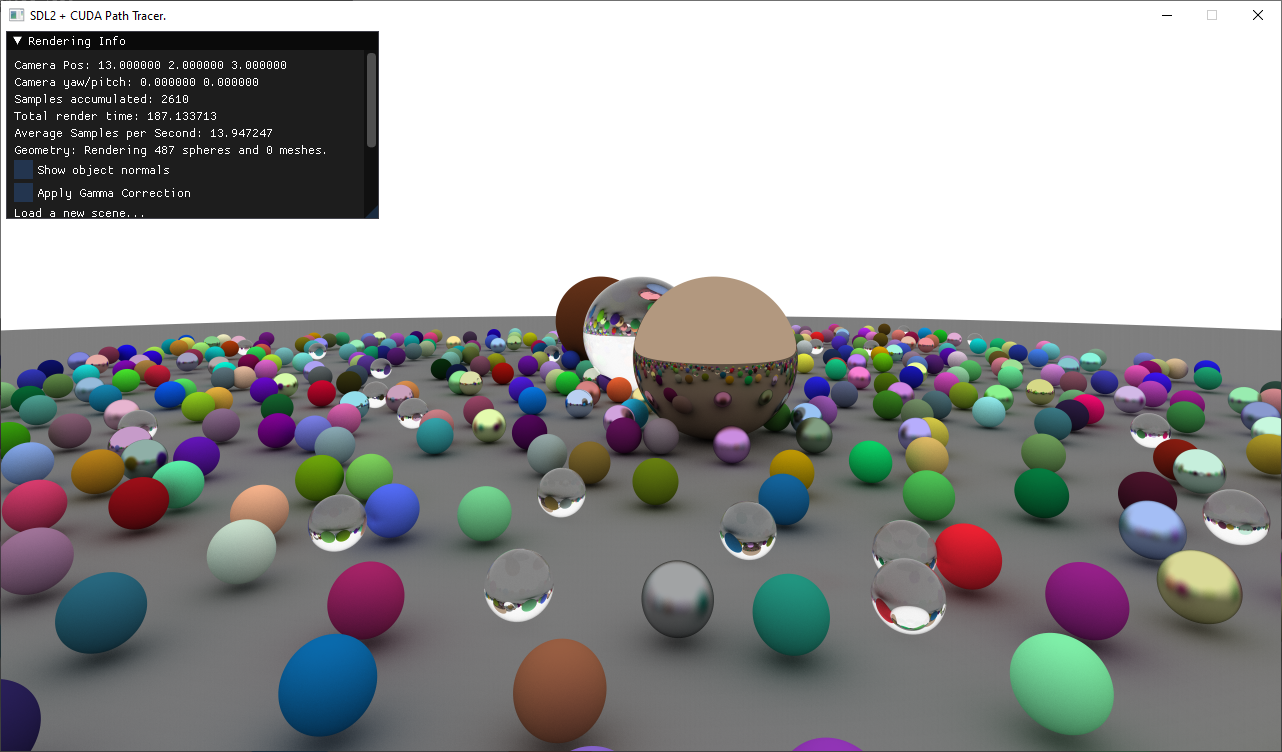 SDL2 + CUDA Path Tracer.
Rendering Info
Camera Pos: 13.000000 2.000000 3.000000
Camera yaw/pitch: 0.000000 0.000000
Samples accumulated: 2610
Total render time: 187.133713
Average Samples per Second: 13.947247
Geometry: Rendering 487 spheres and 0 meshes.
Show object normals
Apply Gamma Correction
Load a new scene...